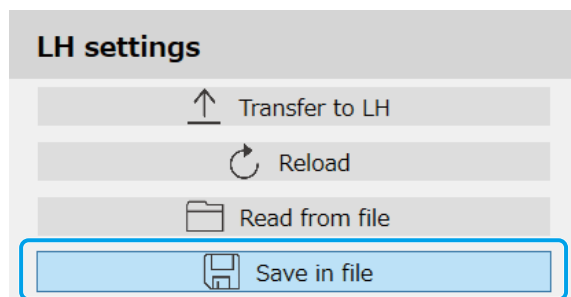 LH settings
Transfer to LH
Reload
Read from file
Save in file